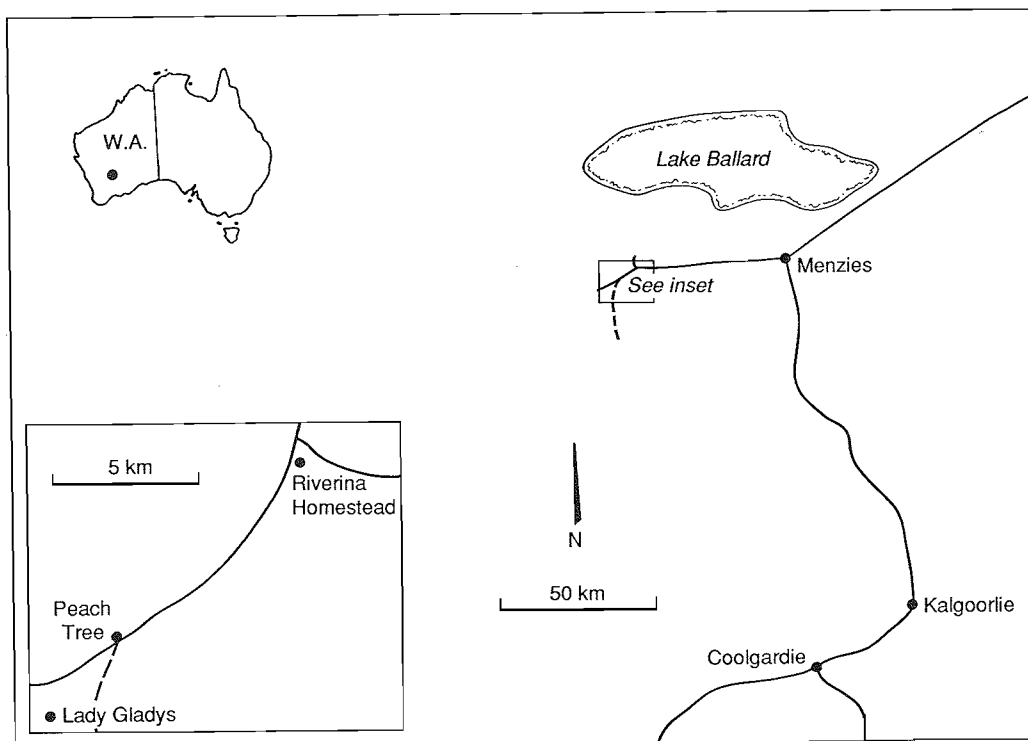 W.A.
Lake Ballard
Menzies
See inset
5 km
Riverina
Homestead
N
50 km
Peach
Tree
Kalgoorlie
Coolgardie
Lady Gladys